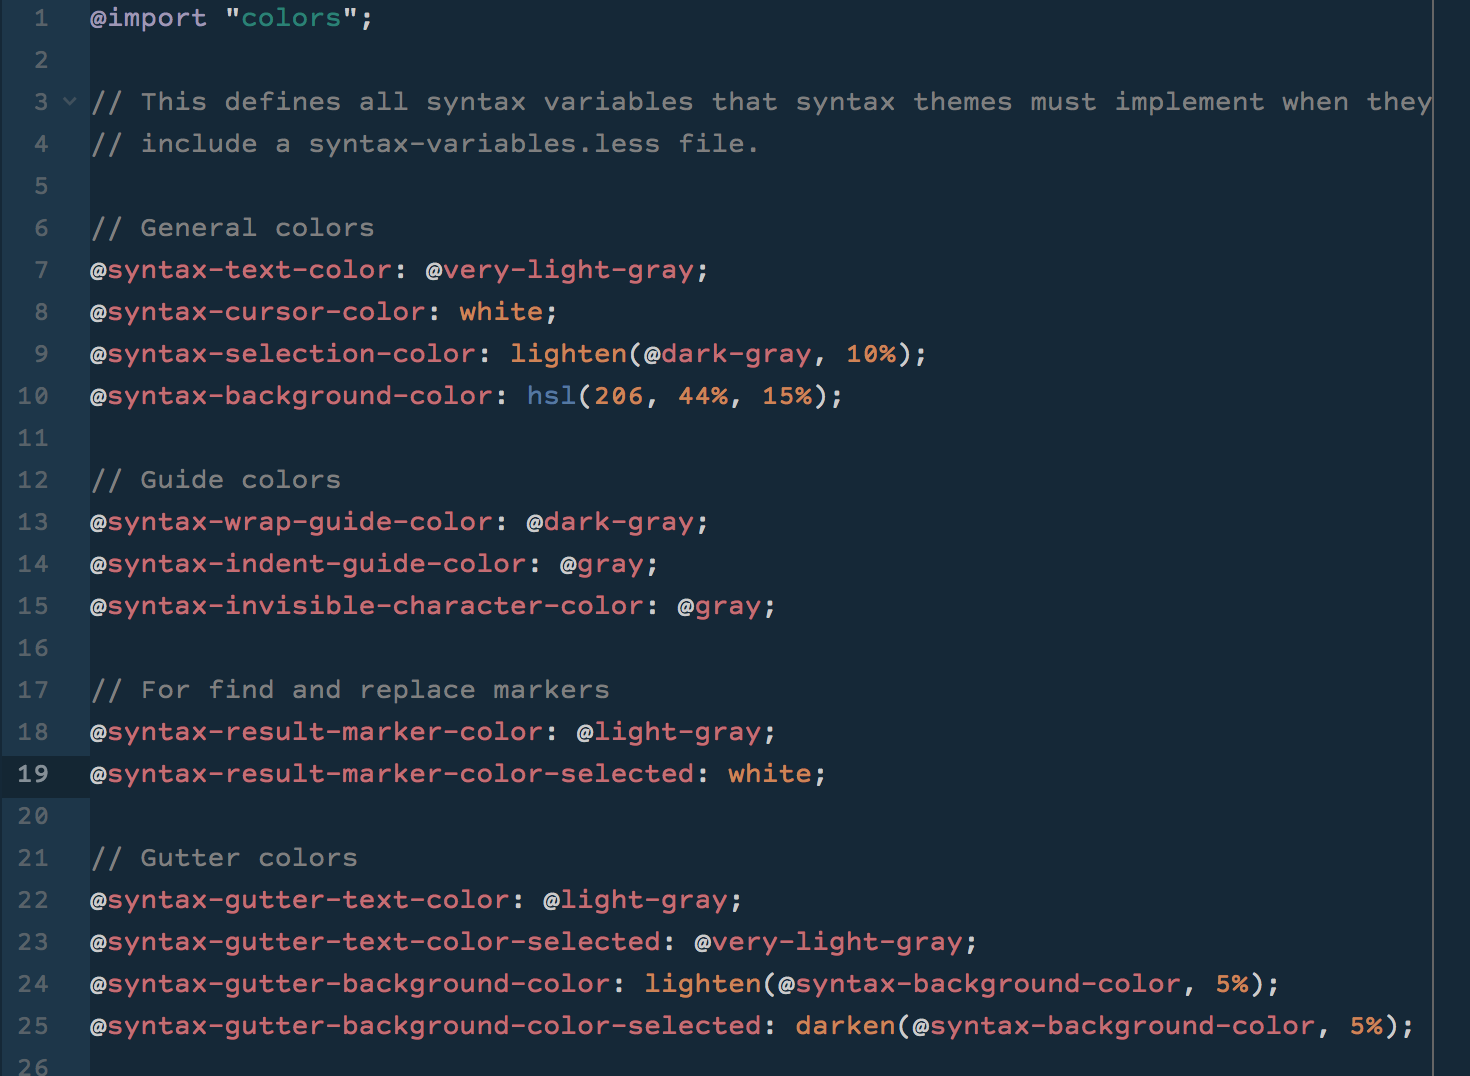 1 @import "colors";
2
3 // This defines all syntax variables that syntax themes must implement when they
4 // include a syntax-variables.less file.
5
6 // General colors
7 @syntax-text-color: @very-light-gray;
8 @syntax-cursor-color: white;
9 @syntax-selection-color: lighten(@dark-gray, 10%);
10 @syntax-background-color: hsl(206, 44%, 15%);
11
12 // Guide colors
13 @syntax-wrap-guide-color: @dark-gray;
14 @syntax-indent-guide-color: @gray;
15 @syntax-invisible-character-color: @gray;
16
17 // For find and replace markers
18 @syntax-result-marker-color: @light-gray;
19 @syntax-result-marker-color-selected: white;
20
21 // Gutter colors
22 @syntax-gutter-text-color: @light-gray;
23 @syntax-gutter-text-color-selected: @very-light-gray;
24 @syntax-gutter-background-color: lighten(@syntax-background-color, 5%);
25 @syntax-gutter-background-color-selected: darken(@syntax-background-color, 5%);
26